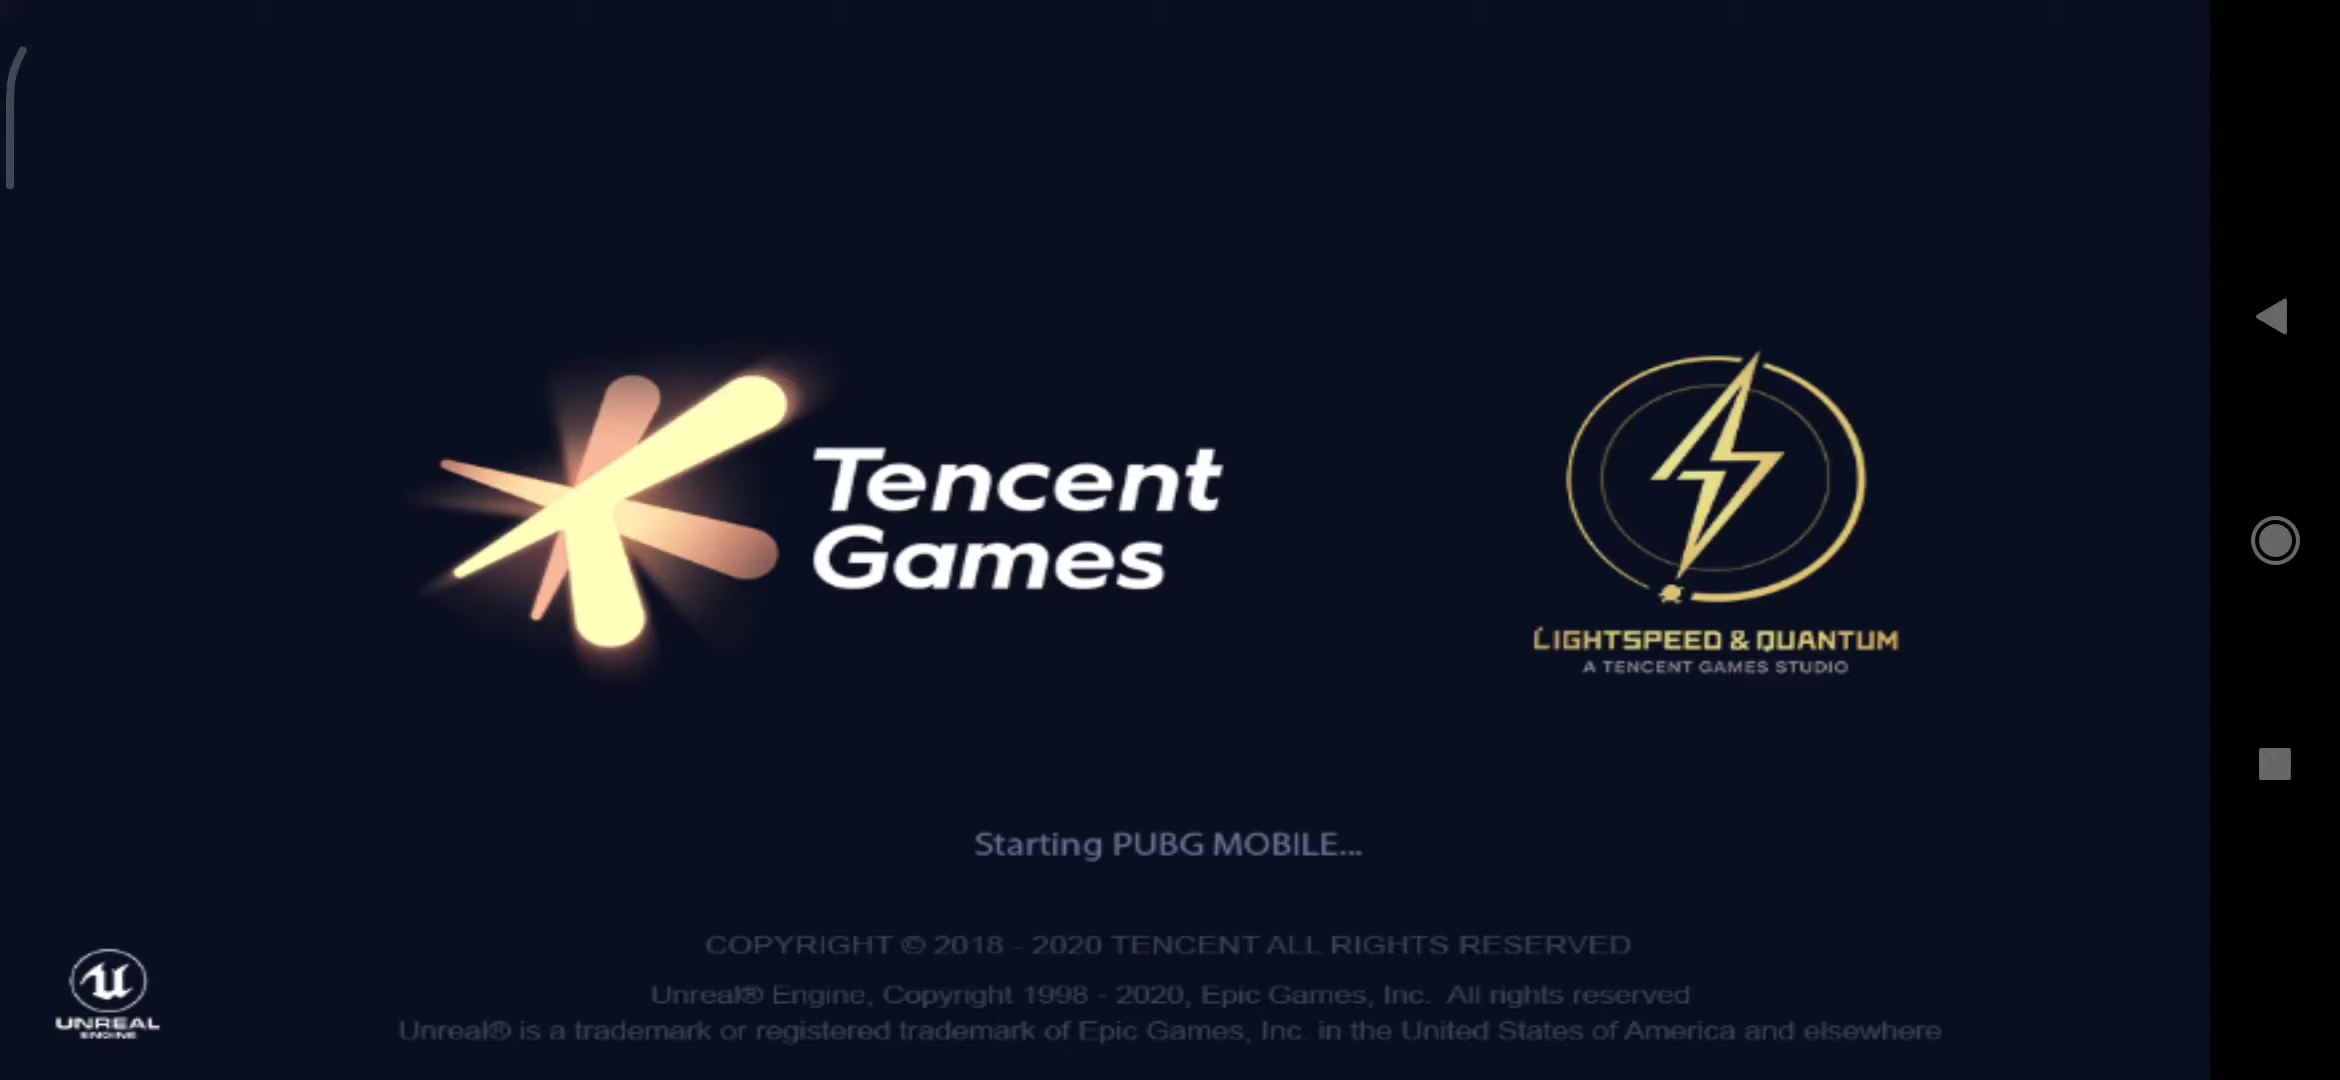 Tencent
Games
LIGHTSPEED & QUANTUM
A TENCENT GAMES STUDIO
Starting PUBG MOBILE...
COPYRIGHT © 2018 - 2020 TENCENT ALL RIGHTS RESERVED
Unreal® Engine, Copyright 1998 - 2020, Epic Games, Inc. All rights reserved
Unreal® is a trademark or registered trademark of Epic Games, Inc. in the United States of America and elsewhere
UNREAL
ENGINE